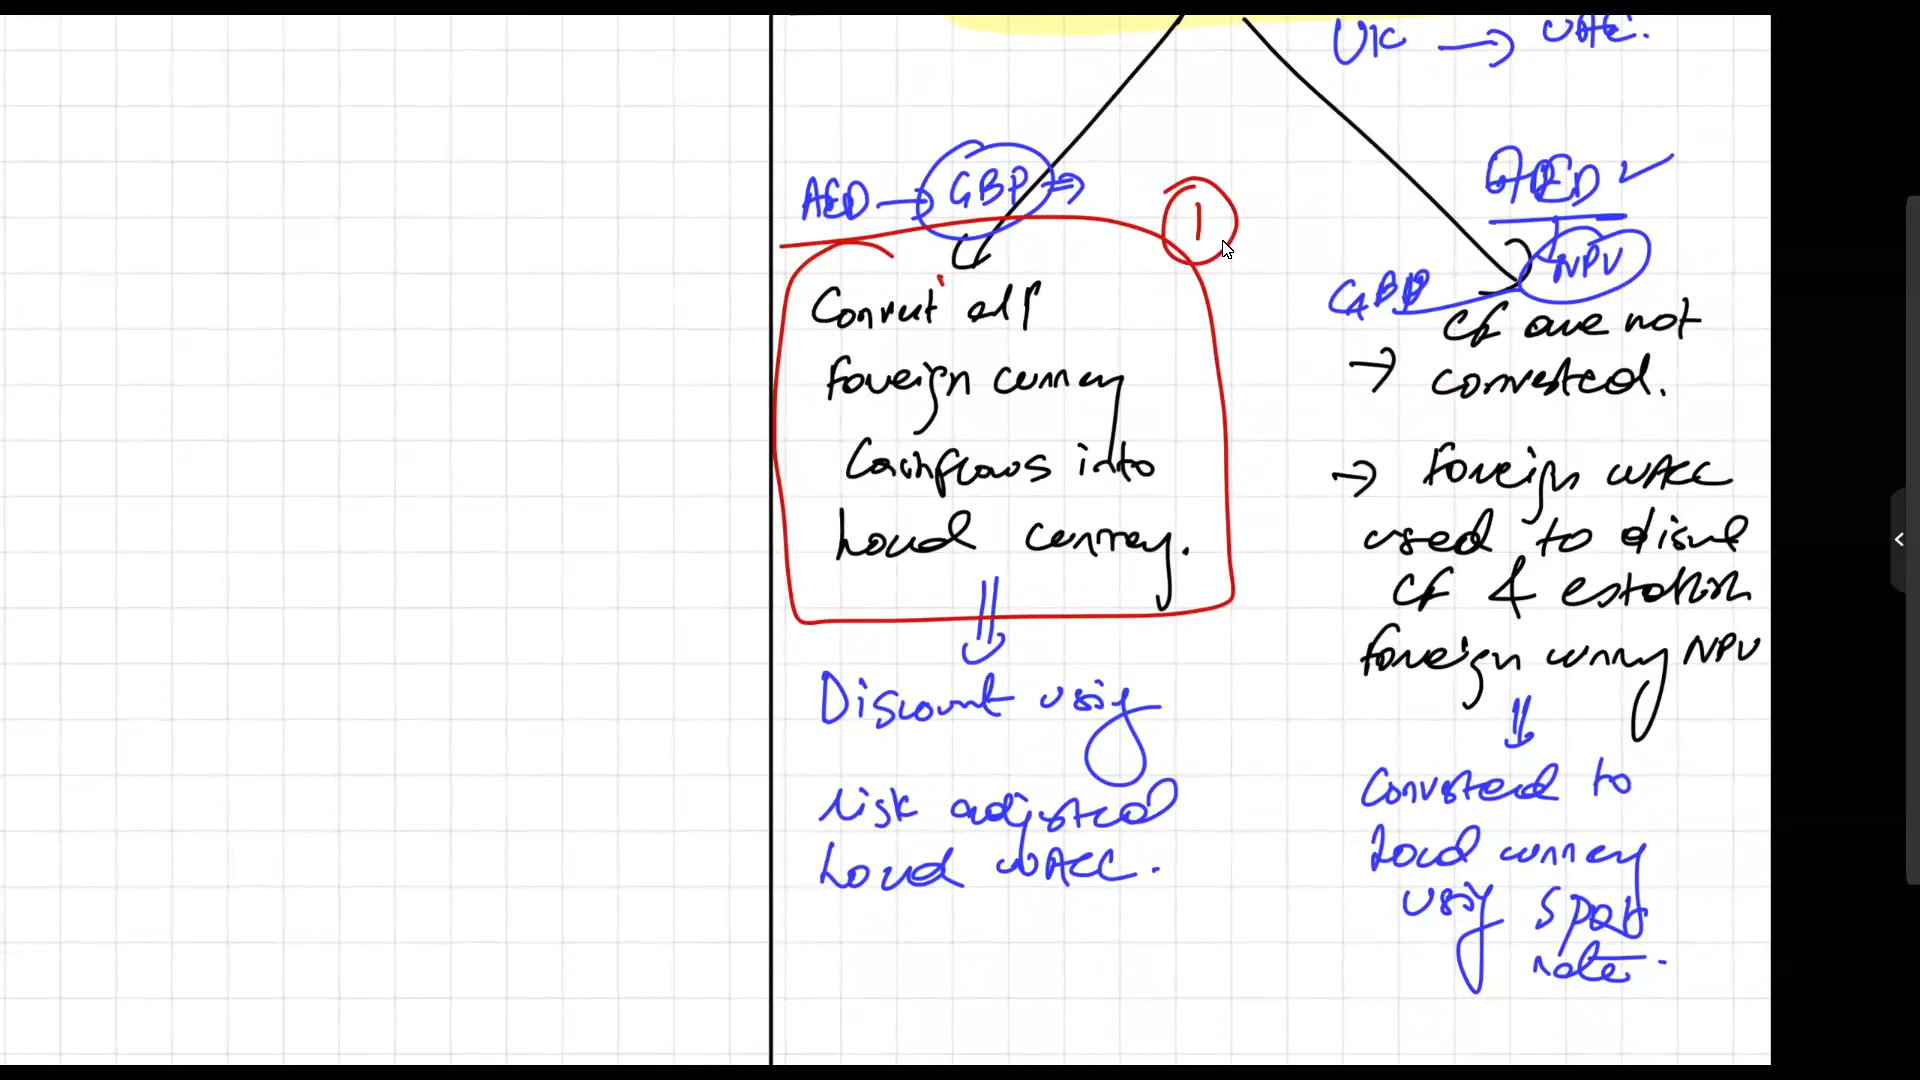 UK → UAE.
AED → GBP ⇒
1
Convert all
foreign currency
Cashflows into
Local currency.
Discount using
risk adjusted
Local WACC.
AED ✓
NPV
GBP
CF are not
→ converted.
→ Foreign WACC
used to
CF & establish
foreign currency NPV
Converted to
Local currency
using spot
rate.